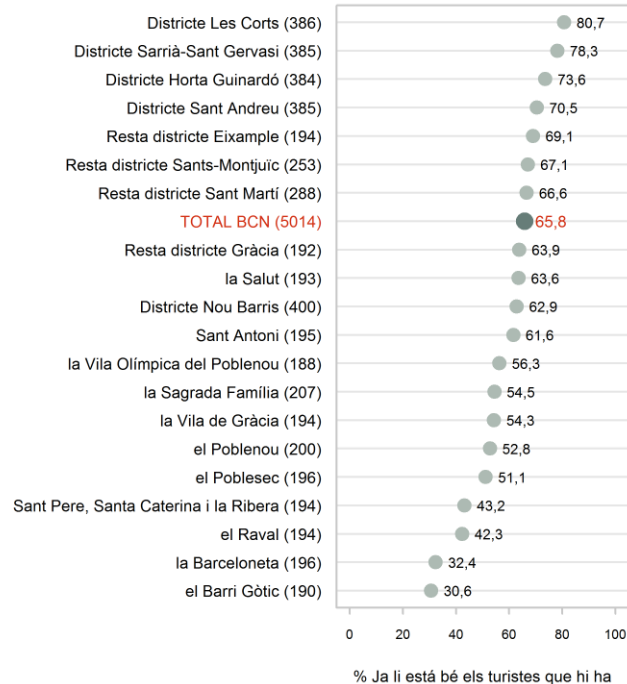 Districte Les Corts (386) 80,7
Districte Sarrià-Sant Gervasi (385) 78,3
Districte Horta Guinardó (384) 73,6
Districte Sant Andreu (385) 70,5
Resta districte Eixample (194) 69,1
Resta districte Sants-Montjuïc (253) 67,1
Resta districte Sant Martí (288) 66,6
TOTAL BCN (5014) 65,8
Resta districte Gràcia (192) 63,9
la Salut (193) 63,6
Districte Nou Barris (400) 62,9
Sant Antoni (195) 61,6
la Vila Olímpica del Poblenou (188) 56,3
la Sagrada Família (207) 54,5
la Vila de Gràcia (194) 54,3
el Poblenou (200) 52,8
el Poblesec (196) 51,1
Sant Pere, Santa Caterina i la Ribera (194) 43,2
el Raval (194) 42,3
la Barceloneta (196) 32,4
el Barri Gòtic (190) 30,6
0 20 40 60 80 100
% Ja li está bé els turistes que hi ha